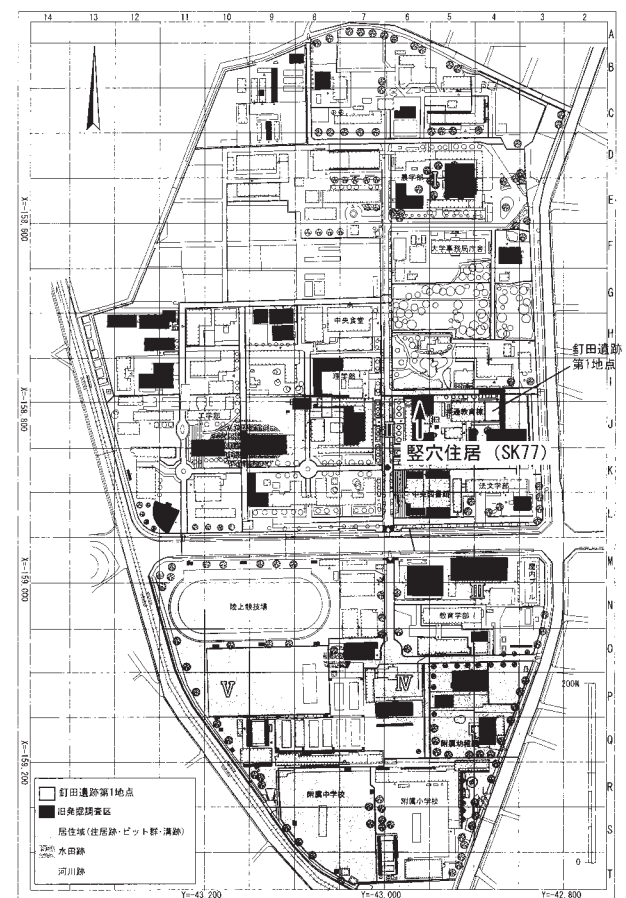 14 13 12 11 10 9 8 7 6 5 4 3 2
A
B
C
D
農学部
I
E
X=-158,600
F
大学事務局庁舎
G
中央食堂
H
釘田遺跡
第1地点
理学部
I
X=-158,800
工学部
J
竪穴住居（SK77）
K
法文学部
L
M
X=-159,000
陸上競技場
N
教育学部
O
V
IV
P
200M
附属幼稚園
Q
X=-159,200
附属中学校
附属小学校
R
S
T
0
釘田遺跡第1地点
旧発掘調査区
居住域（住居跡・ピット群・溝跡）
水田跡
河川跡
Y=-43,200 Y=-43,000 Y=-42,800